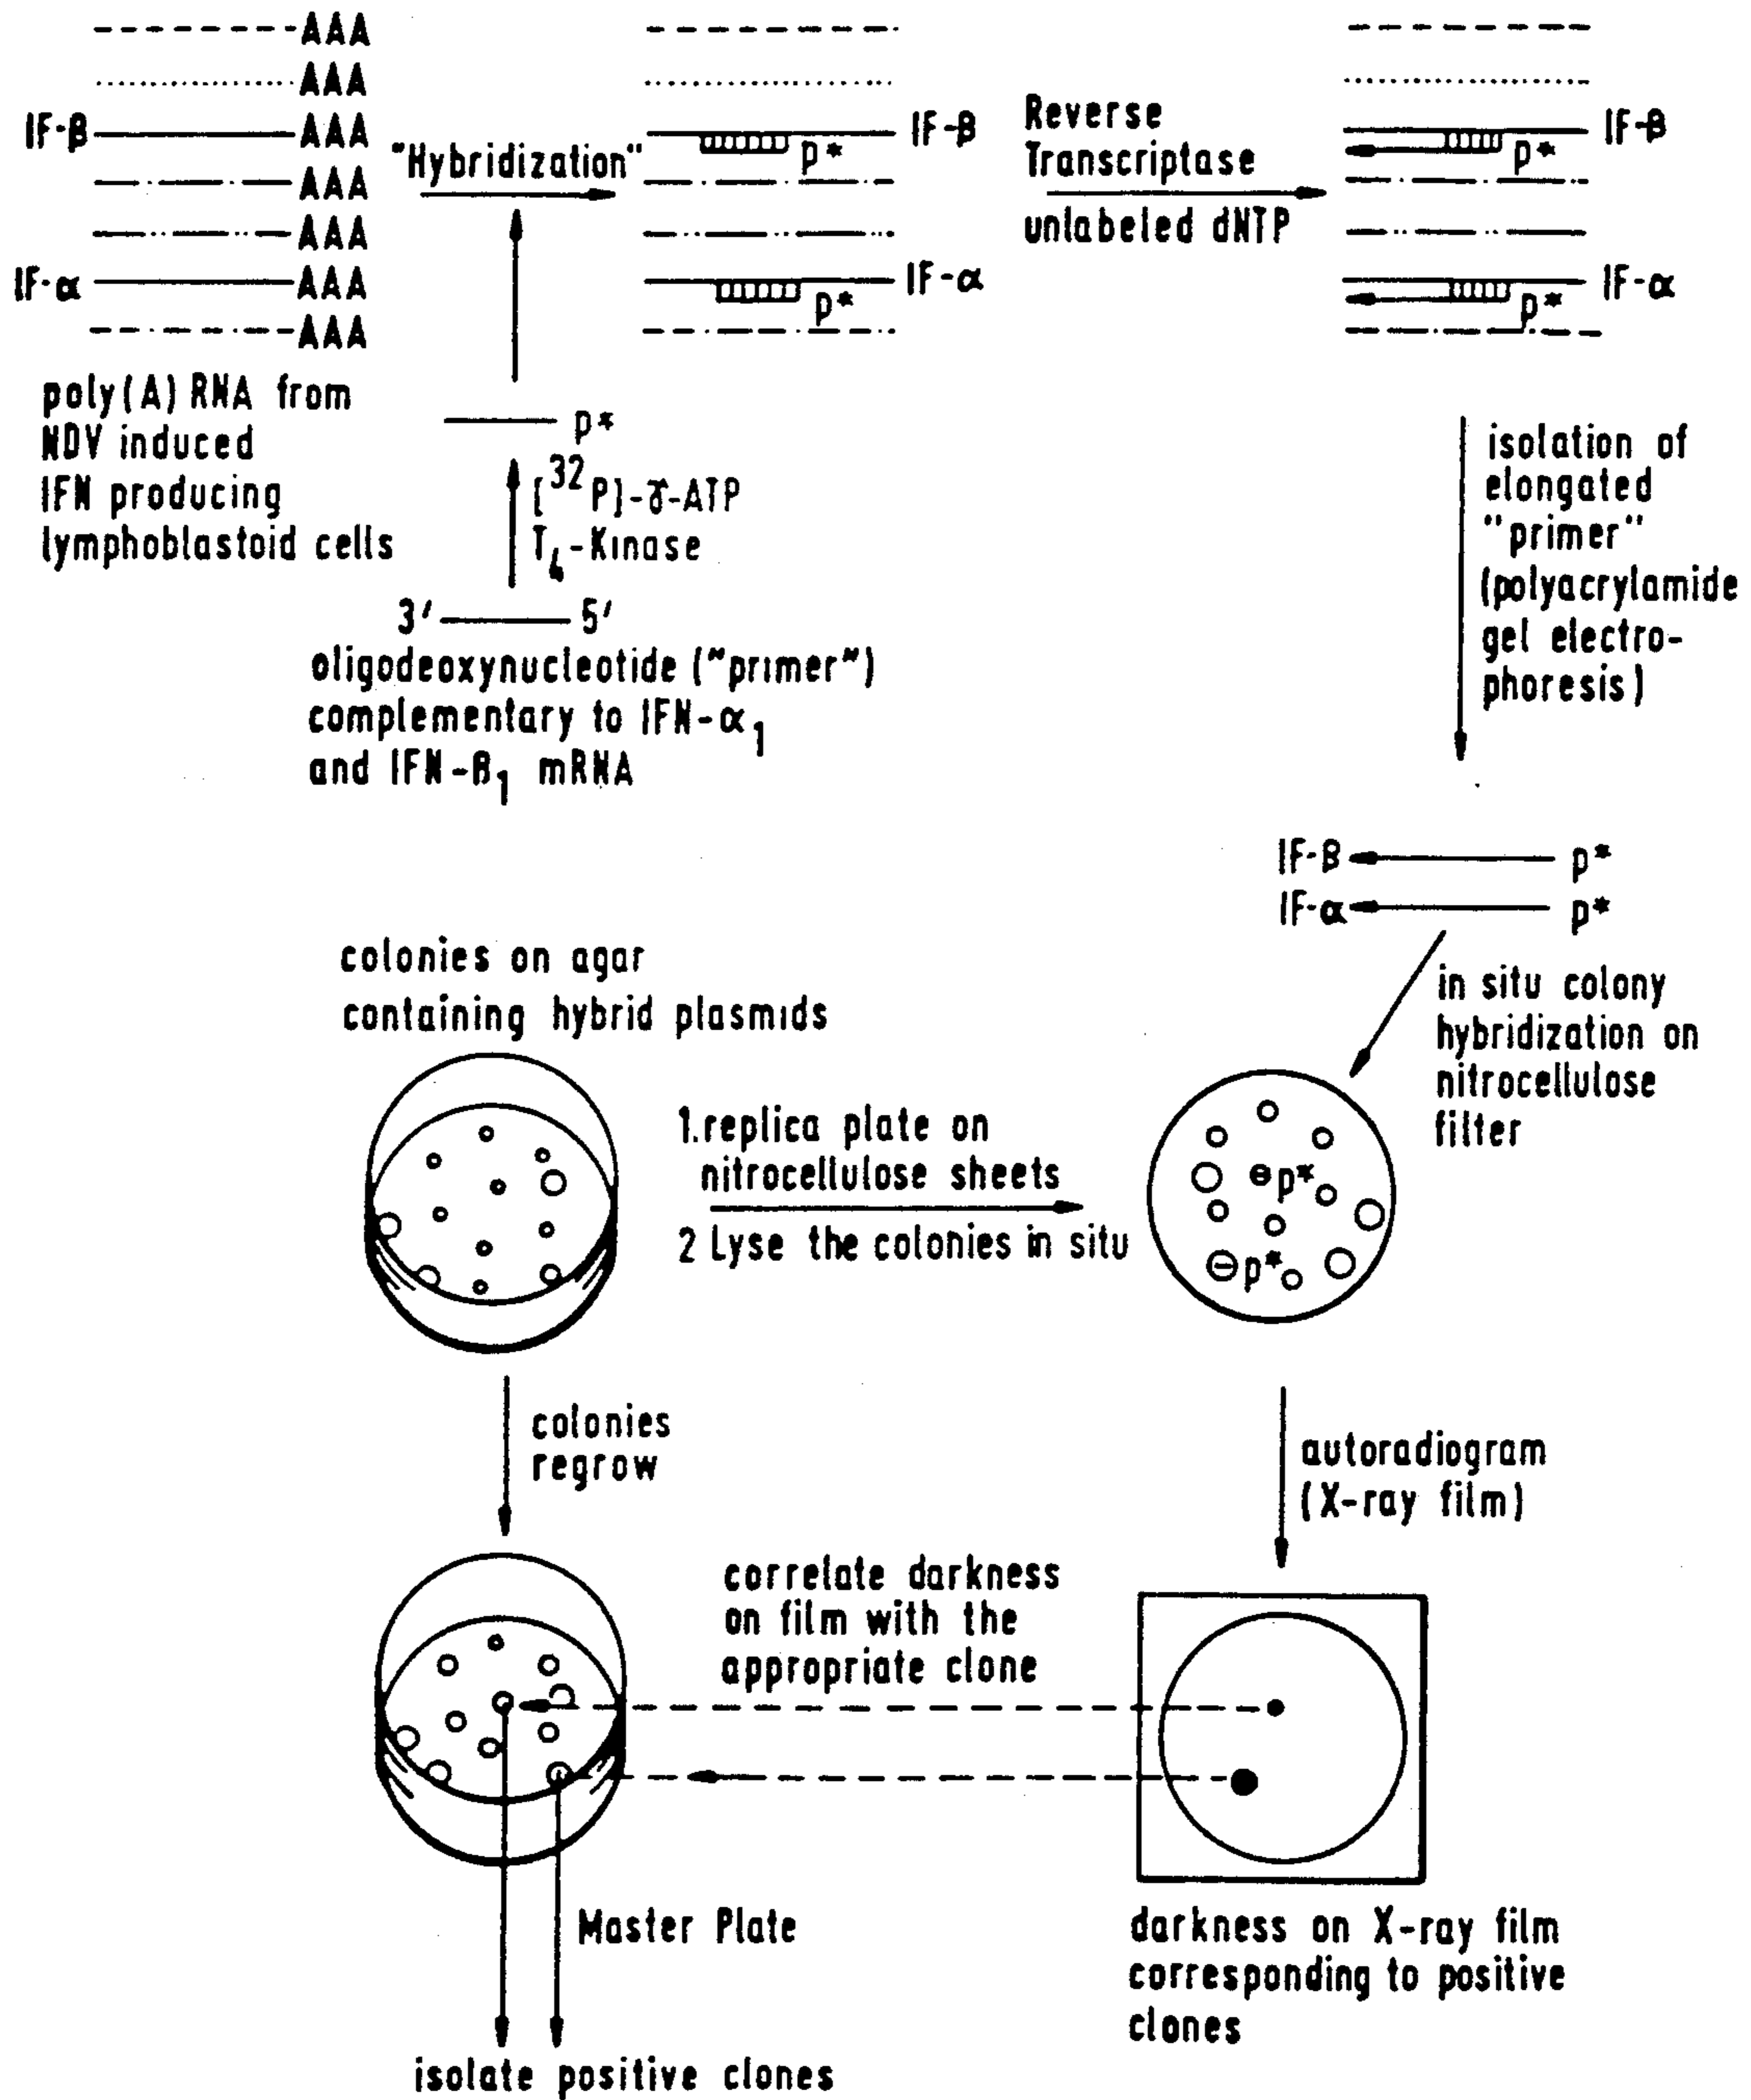 AAA
AAA
IF-β AAA
AAA
AAA
IF-α AAA
AAA
poly(A) RNA from
NDV induced
IFN producing
lymphoblastoid cells
"Hybridization"
p*
[³²P]-γ-ATP
T₄-Kinase
3' 5'
oligodeoxynucleotide ("primer")
complementary to IFN-α₁
and IFN-β₁ mRNA
IF-β
p*
IF-α
p*
Reverse
Transcriptase
unlabeled dNTP
IF-β
p*
IF-α
p*
isolation of
elongated
"primer"
(polyacrylamide
gel electro-
phoresis)
IF-β p*
IF-α p*
in situ colony
hybridization on
nitrocellulose
filter
colonies on agar
containing hybrid plasmids
1.replica plate on
nitrocellulose sheets
2 Lyse the colonies in situ
p*
p*
colonies
regrow
autoradiogram
(X-ray film)
correlate darkness
on film with the
appropriate clone
Master Plate
darkness on X-ray film
corresponding to positive
clones
isolate positive clones